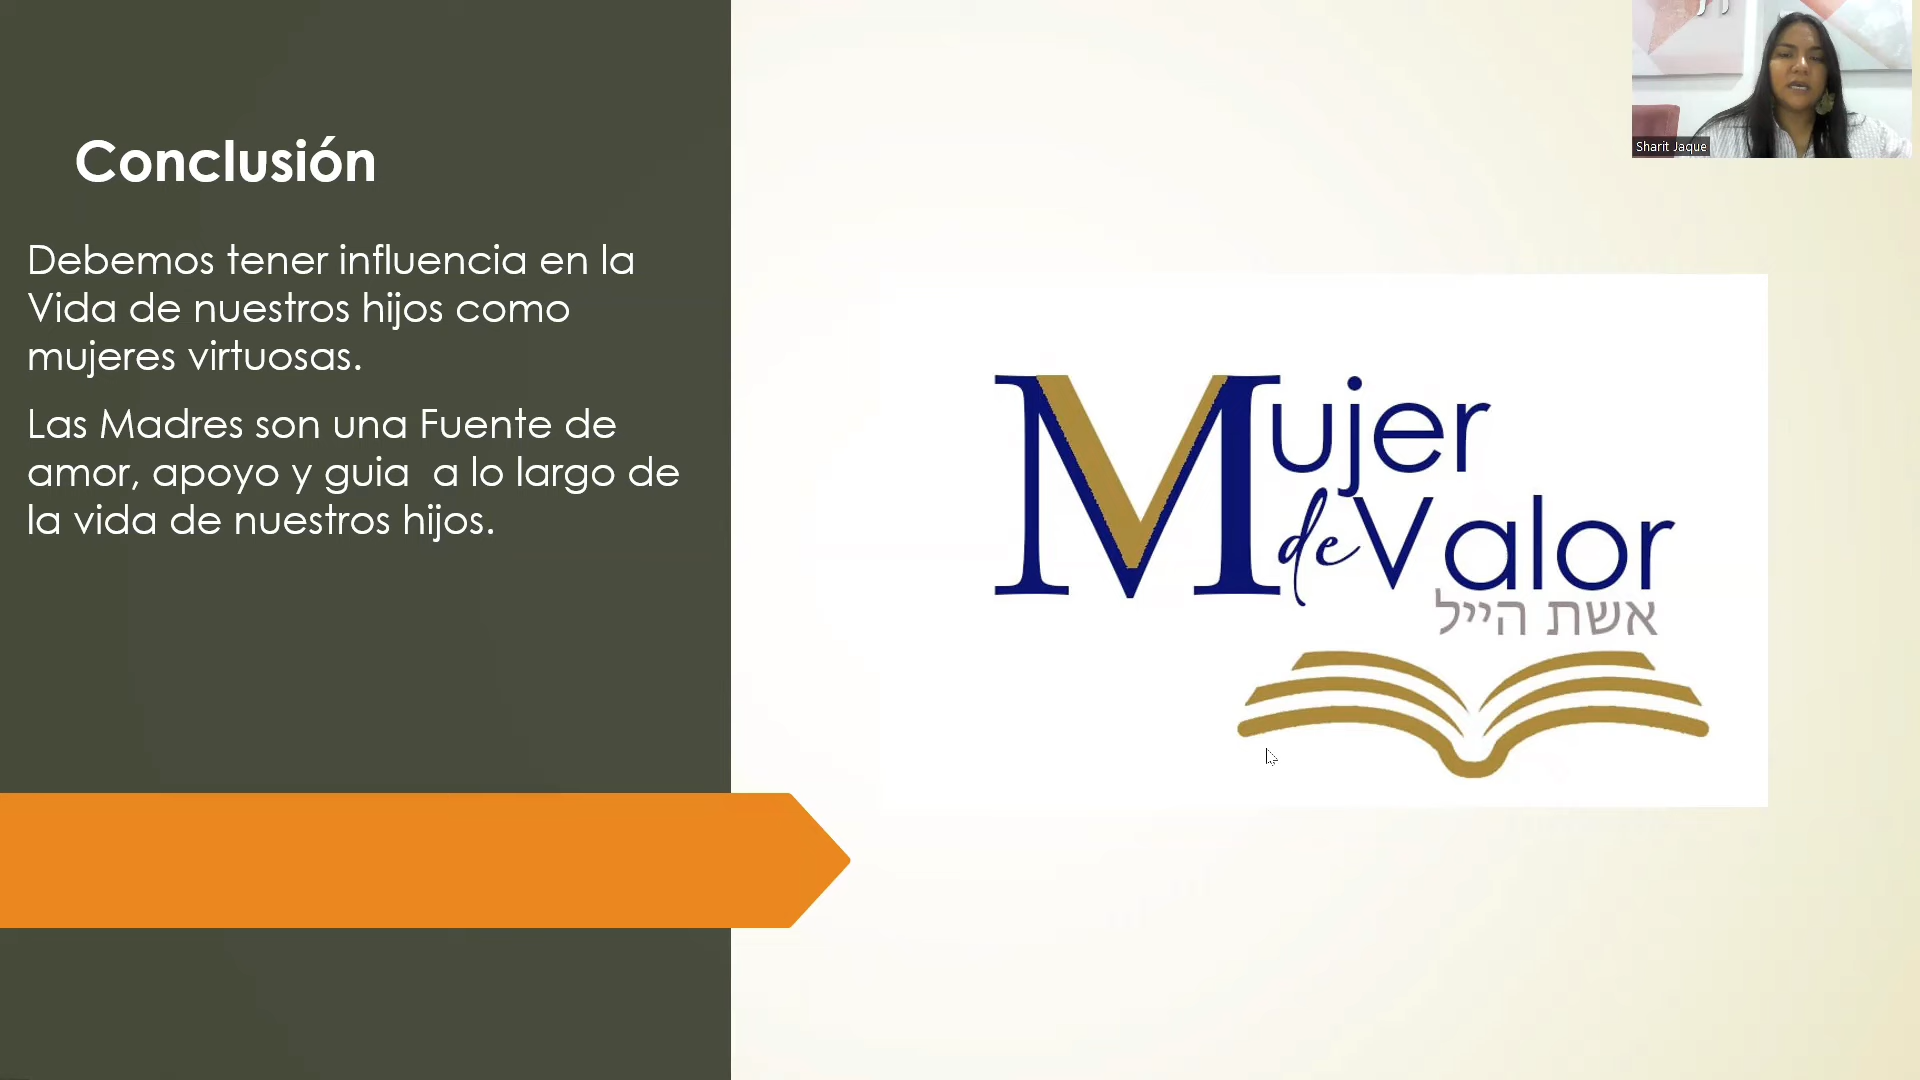 Conclusión
Debemos tener influencia en la
Vida de nuestros hijos como
mujeres virtuosas.
Las Madres son una Fuente de
amor, apoyo y guia  a lo largo de
la vida de nuestros hijos.
Mujer
de Valor
אשת הייל
Sharit Jaque